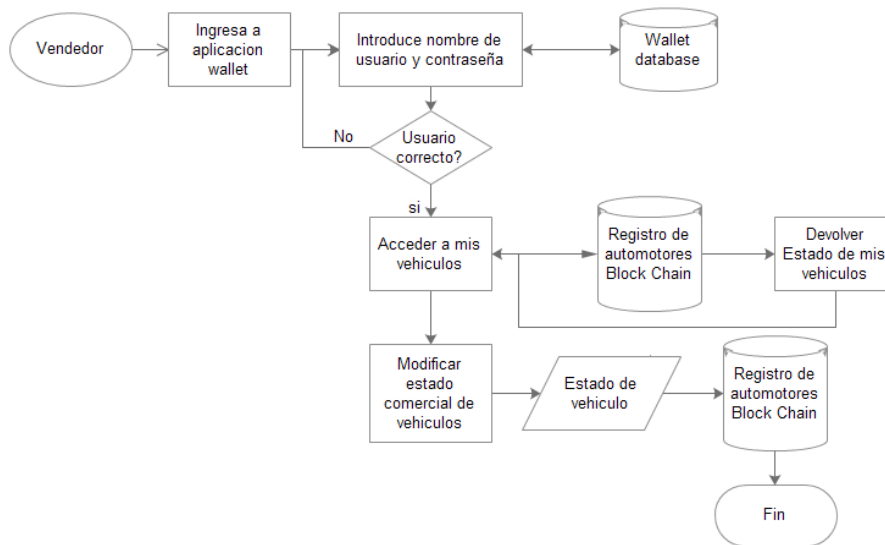 Vendedor
Ingresa a
aplicacion
wallet
Introduce nombre de
usuario y contraseña
Wallet
database
No
Usuario
correcto?
si
Acceder a mis
vehiculos
Registro de
automotores
Block Chain
Devolver
Estado de mis
vehiculos
Modificar
estado
comercial de
vehiculos
Estado de
vehiculo
Registro de
automotores
Block Chain
Fin